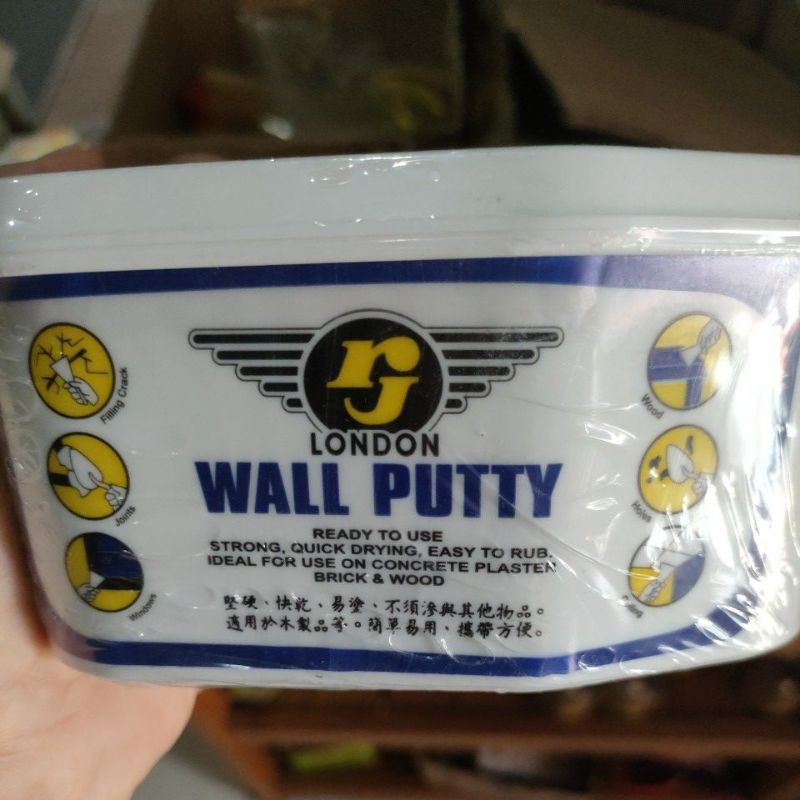 rj
LONDON
WALL PUTTY
READY TO USE
STRONG, QUICK DRYING, EASY TO RUB.
IDEAL FOR USE ON CONCRETE PLASTER
BRICK & WOOD
堅硬、快乾、易塗、不須滲與其他物品。
適用於木製品等。簡單易用、攜帶方便。
Filling Crack
Joints
Windows
Wood
Holes